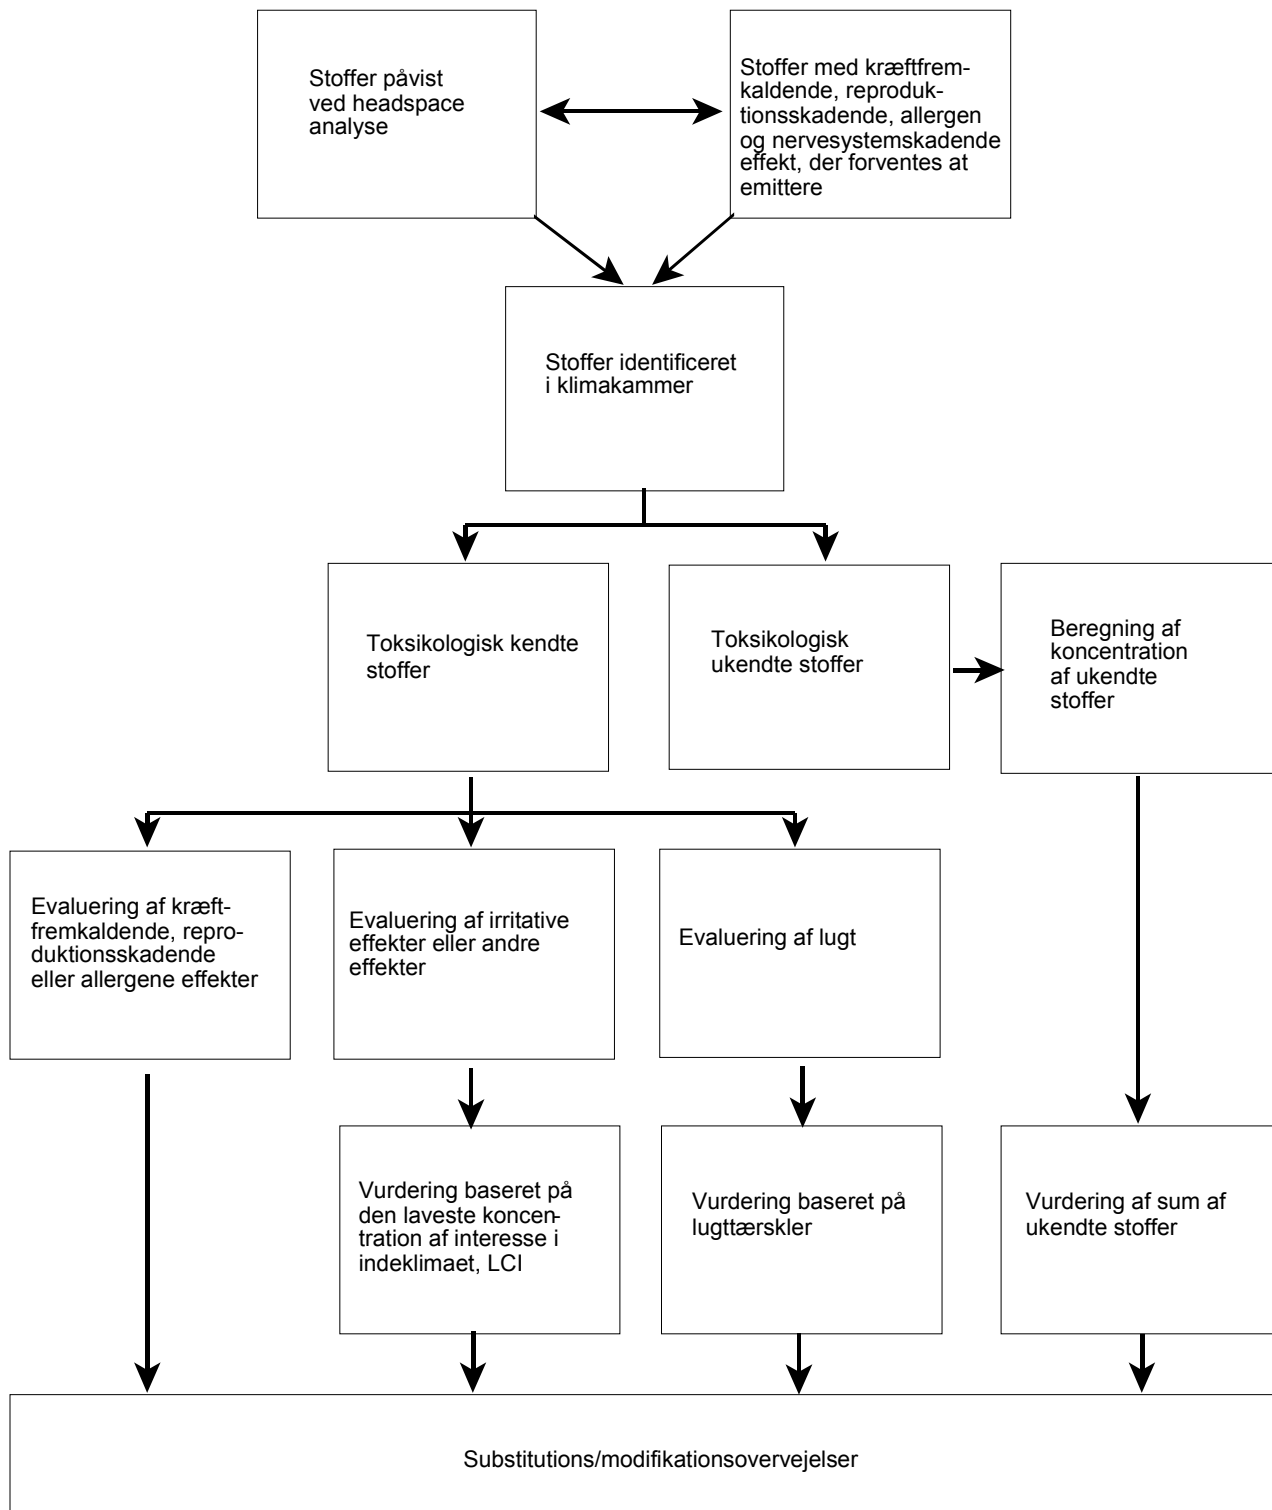 Stoffer påvist
ved headspace
analyse
Stoffer med kræftfrem-
kaldende, reproduk-
tionsskadende, allergen
og nervesystemskadende
effekt, der forventes at
emittere
Stoffer identificeret
i klimakammer
Toksikologisk kendte
stoffer
Toksikologisk
ukendte stoffer
Beregning af
koncentration
af ukendte
stoffer
Evaluering af kræft-
fremkaldende, repro-
duktionsskadende
eller allergene effekter
Evaluering af irritative
effekter eller andre
effekter
Evaluering af lugt
Vurdering baseret på
den laveste koncen-
tration af interesse i
indeklimaet, LCI
Vurdering baseret på
lugttærskler
Vurdering af sum af
ukendte stoffer
Substitutions/modifikationsovervejelser